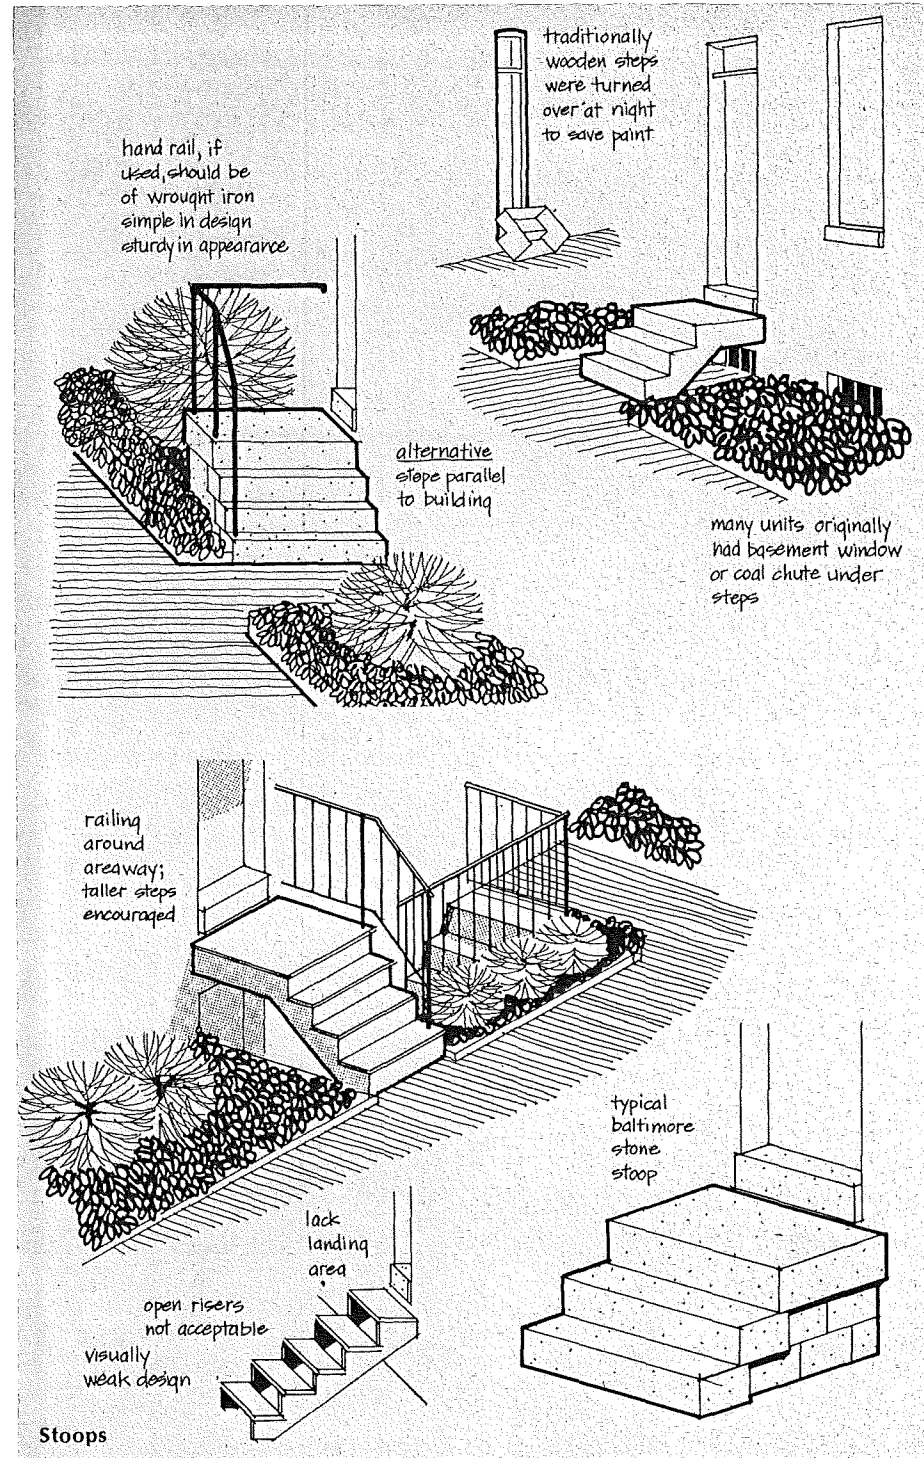 traditionally
wooden steps
were turned
over at night
to save paint
hand rail, if
used, should be
of wrought iron
simple in design
sturdy in appearance
alternative
stope parallel
to building
many units originally
had basement window
or coal chute under
steps
railing
around
areaway;
taller steps
encouraged
typical
baltimore
stone
stoop
lack
landing
area
open risers
not acceptable
visually
weak design
Stoops